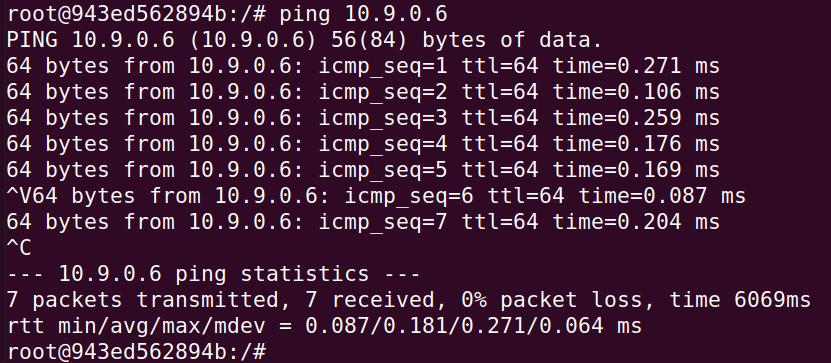 root@943ed562894b:/# ping 10.9.0.6
PING 10.9.0.6 (10.9.0.6) 56(84) bytes of data.
64 bytes from 10.9.0.6: icmp_seq=1 ttl=64 time=0.271 ms
64 bytes from 10.9.0.6: icmp_seq=2 ttl=64 time=0.106 ms
64 bytes from 10.9.0.6: icmp_seq=3 ttl=64 time=0.259 ms
64 bytes from 10.9.0.6: icmp_seq=4 ttl=64 time=0.176 ms
64 bytes from 10.9.0.6: icmp_seq=5 ttl=64 time=0.169 ms
^V64 bytes from 10.9.0.6: icmp_seq=6 ttl=64 time=0.087 ms
64 bytes from 10.9.0.6: icmp_seq=7 ttl=64 time=0.204 ms
^C
--- 10.9.0.6 ping statistics ---
7 packets transmitted, 7 received, 0% packet loss, time 6069ms
rtt min/avg/max/mdev = 0.087/0.181/0.271/0.064 ms
root@943ed562894b:/#